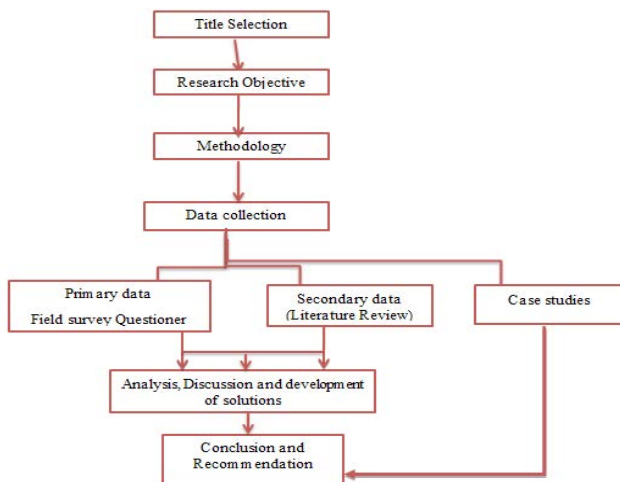 Title Selection
Research Objective
Methodology
Data collection
Primary data
Field survey Questioner
Secondary data
(Literature Review)
Case studies
Analysis, Discussion and development
of solutions
Conclusion and
Recommendation